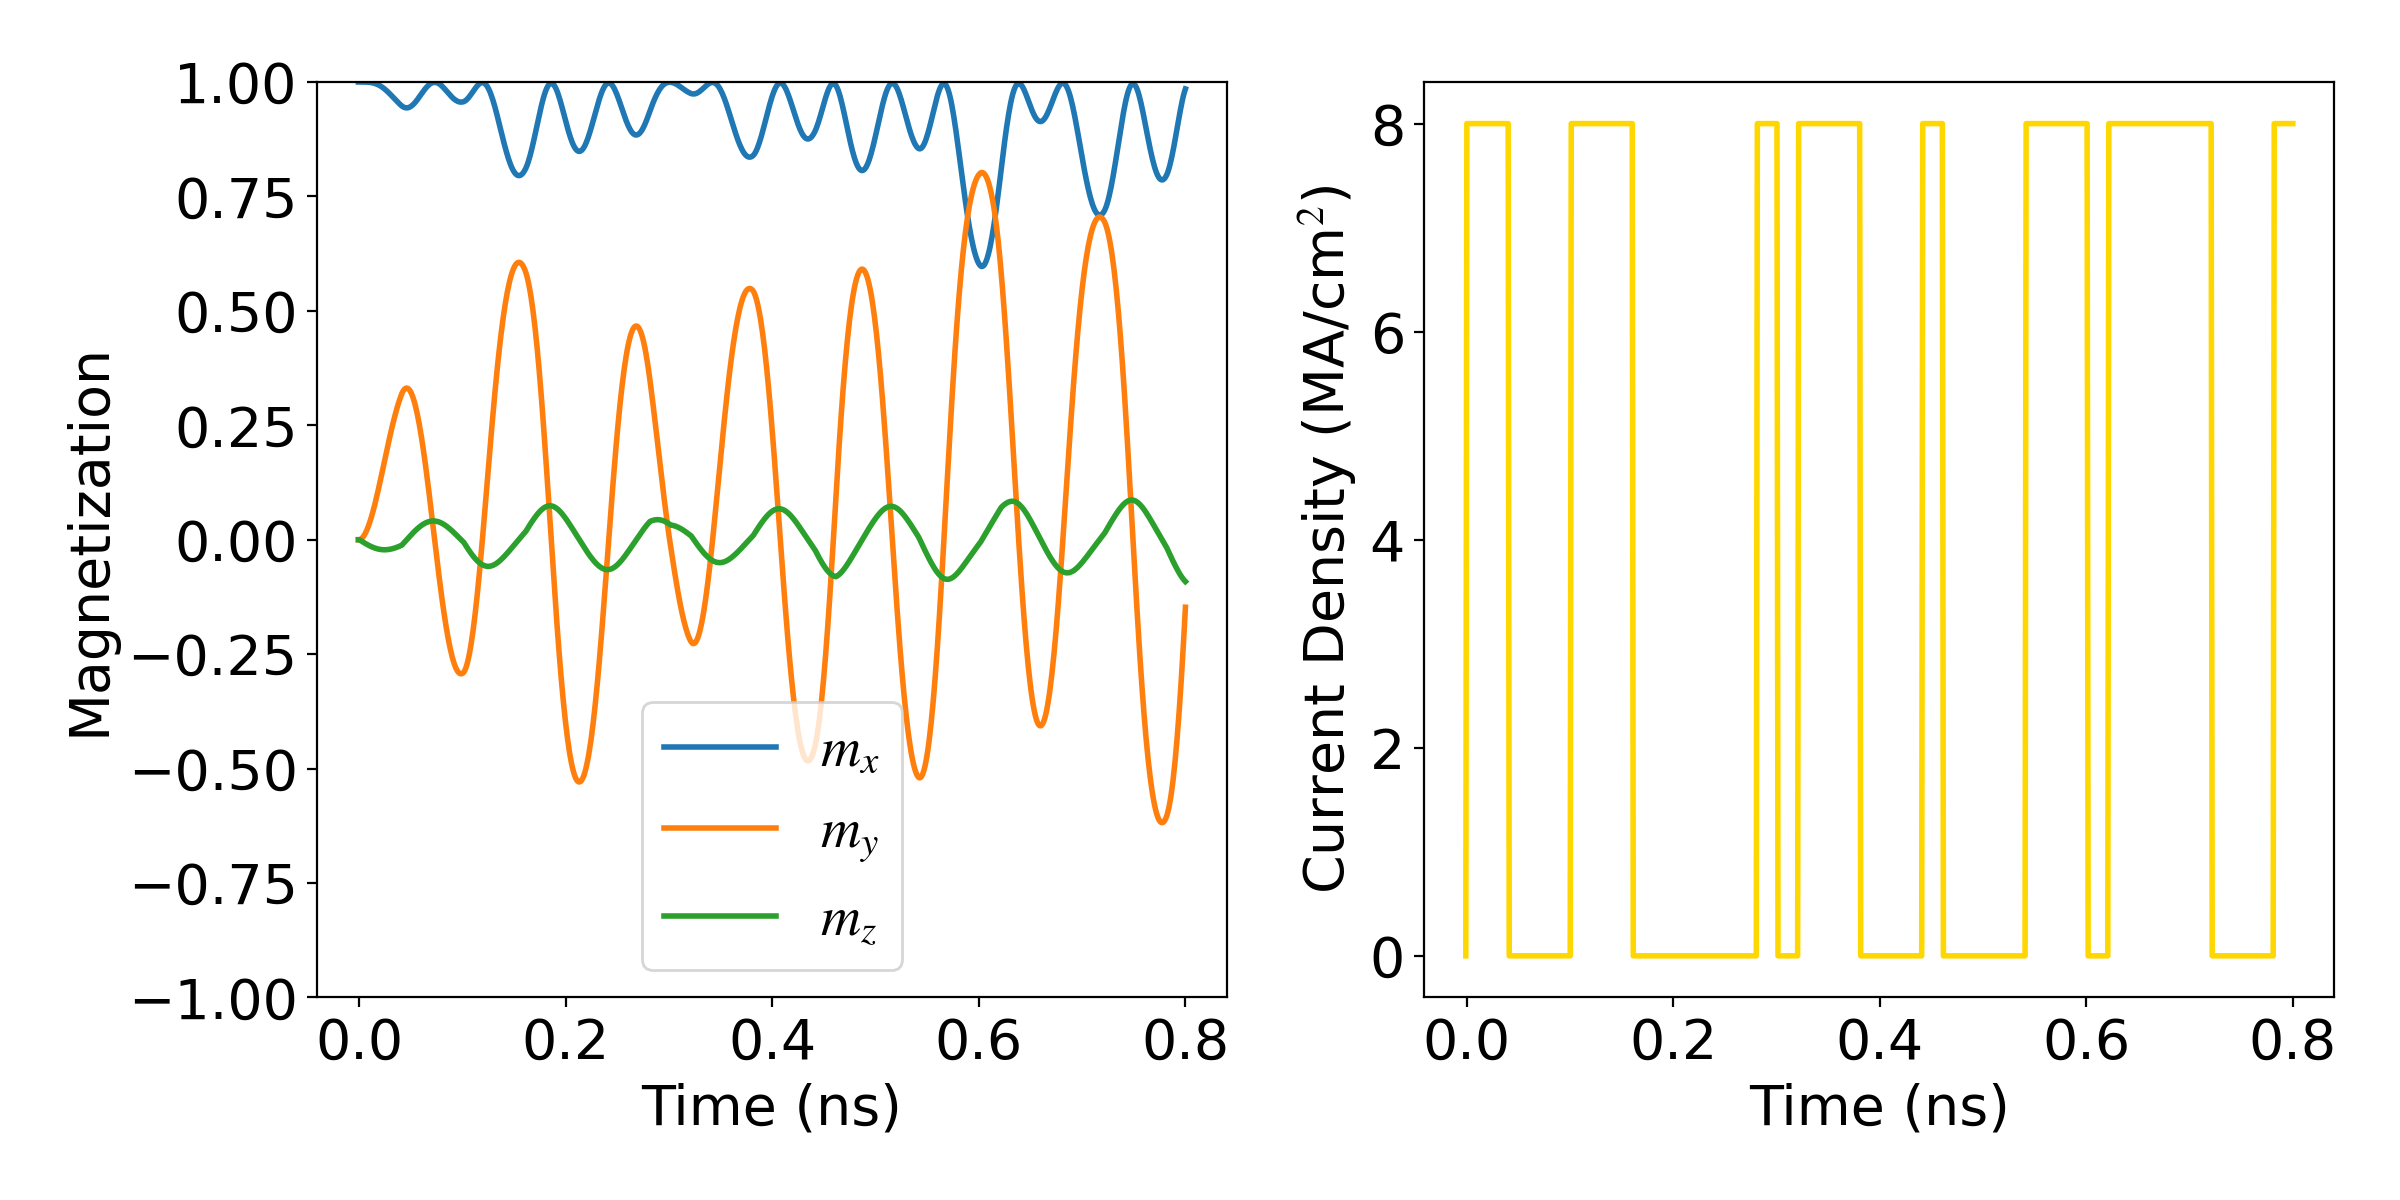 1.00
0.75
0.50
0.25
0.00
−0.25
−0.50
−0.75
−1.00
Magnetization
0.0 0.2 0.4 0.6 0.8
Time (ns)
m_x
m_y
m_z
8
6
4
2
0
Current Density (MA/cm²)
0.0 0.2 0.4 0.6 0.8
Time (ns)